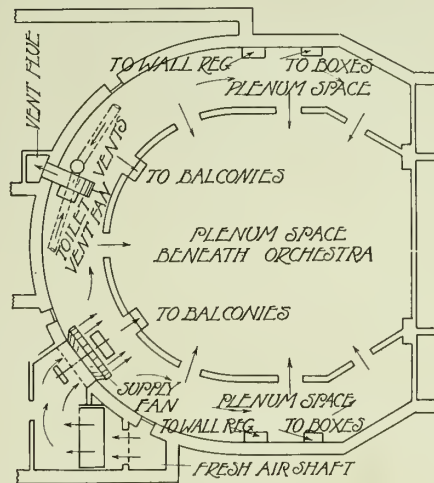 TO WALL REG
TO BOXES
PLENUM SPACE
VENT FLUE
TOILET VENTS
VENT FAN
TO BALCONIES
PLENUM SPACE
BENEATH ORCHESTRA
TO BALCONIES
SUPPLY
FAN
PLENUM SPACE
TO WALL REG
TO BOXES
FRESH AIR SHAFT